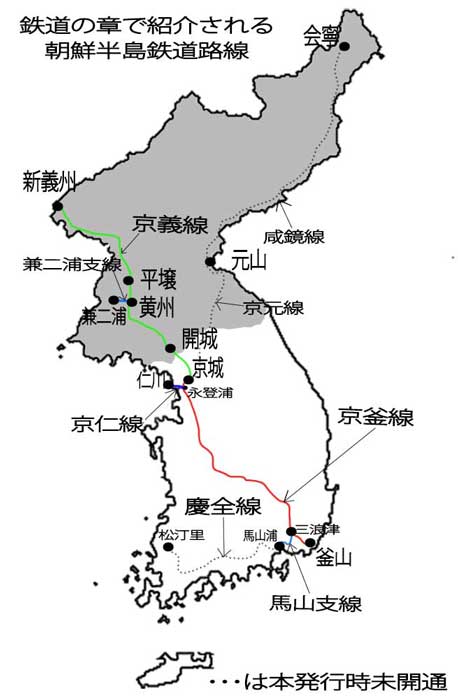 鉄道の章で紹介される
朝鮮半島鉄道路線
会寧
新義州
京義線
咸鏡線
兼二浦支線
平壌
元山
兼二浦
黄州
京元線
開城
仁川
京城
永登浦
京仁線
京釜線
慶全線
松汀里
馬山浦
三浪津
釜山
馬山支線
・・・は本発行時未開通